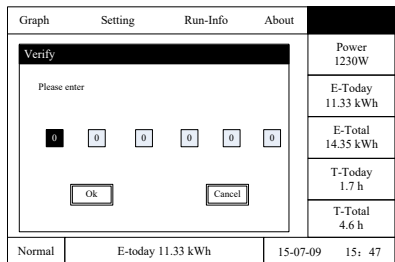 Graph Setting Run-Info About
Verify
Please enter
0 0 0 0 0 0
Ok Cancel
Power
1230W
E-Today
11.33 kWh
E-Total
14.35 kWh
T-Today
1.7 h
T-Total
4.6 h
Normal E-today 11.33 kWh 15-07-09 15：47